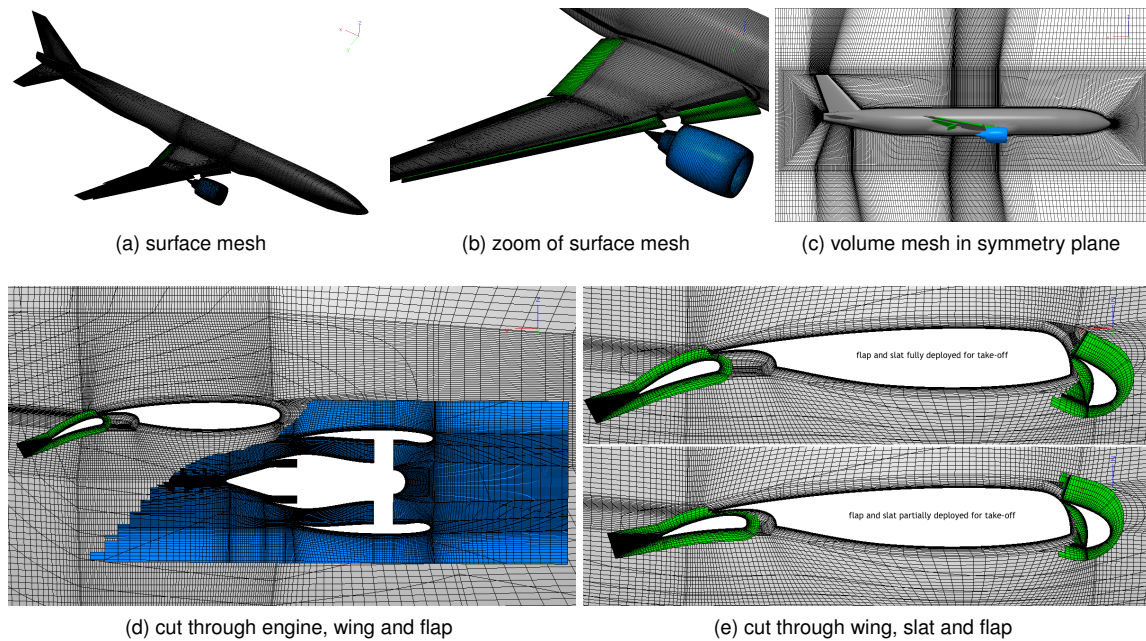 (a) surface mesh
(b) zoom of surface mesh
(c) volume mesh in symmetry plane
flap and slat fully deployed for take-off
flap and slat partially deployed for take-off
(d) cut through engine, wing and flap
(e) cut through wing, slat and flap